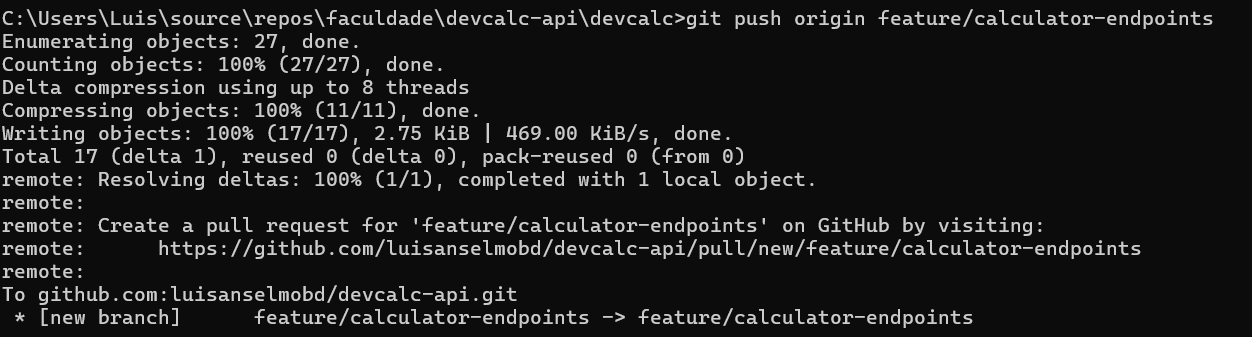 C:\Users\Luis\source\repos\faculdade\devcalc-api\devcalc>git push origin feature/calculator-endpoints
Enumerating objects: 27, done.
Counting objects: 100% (27/27), done.
Delta compression using up to 8 threads
Compressing objects: 100% (11/11), done.
Writing objects: 100% (17/17), 2.75 KiB | 469.00 KiB/s, done.
Total 17 (delta 1), reused 0 (delta 0), pack-reused 0 (from 0)
remote: Resolving deltas: 100% (1/1), completed with 1 local object.
remote:
remote: Create a pull request for 'feature/calculator-endpoints' on GitHub by visiting:
remote:      https://github.com/luisanselmobd/devcalc-api/pull/new/feature/calculator-endpoints
remote:
To github.com:luisanselmobd/devcalc-api.git
 * [new branch]      feature/calculator-endpoints -> feature/calculator-endpoints